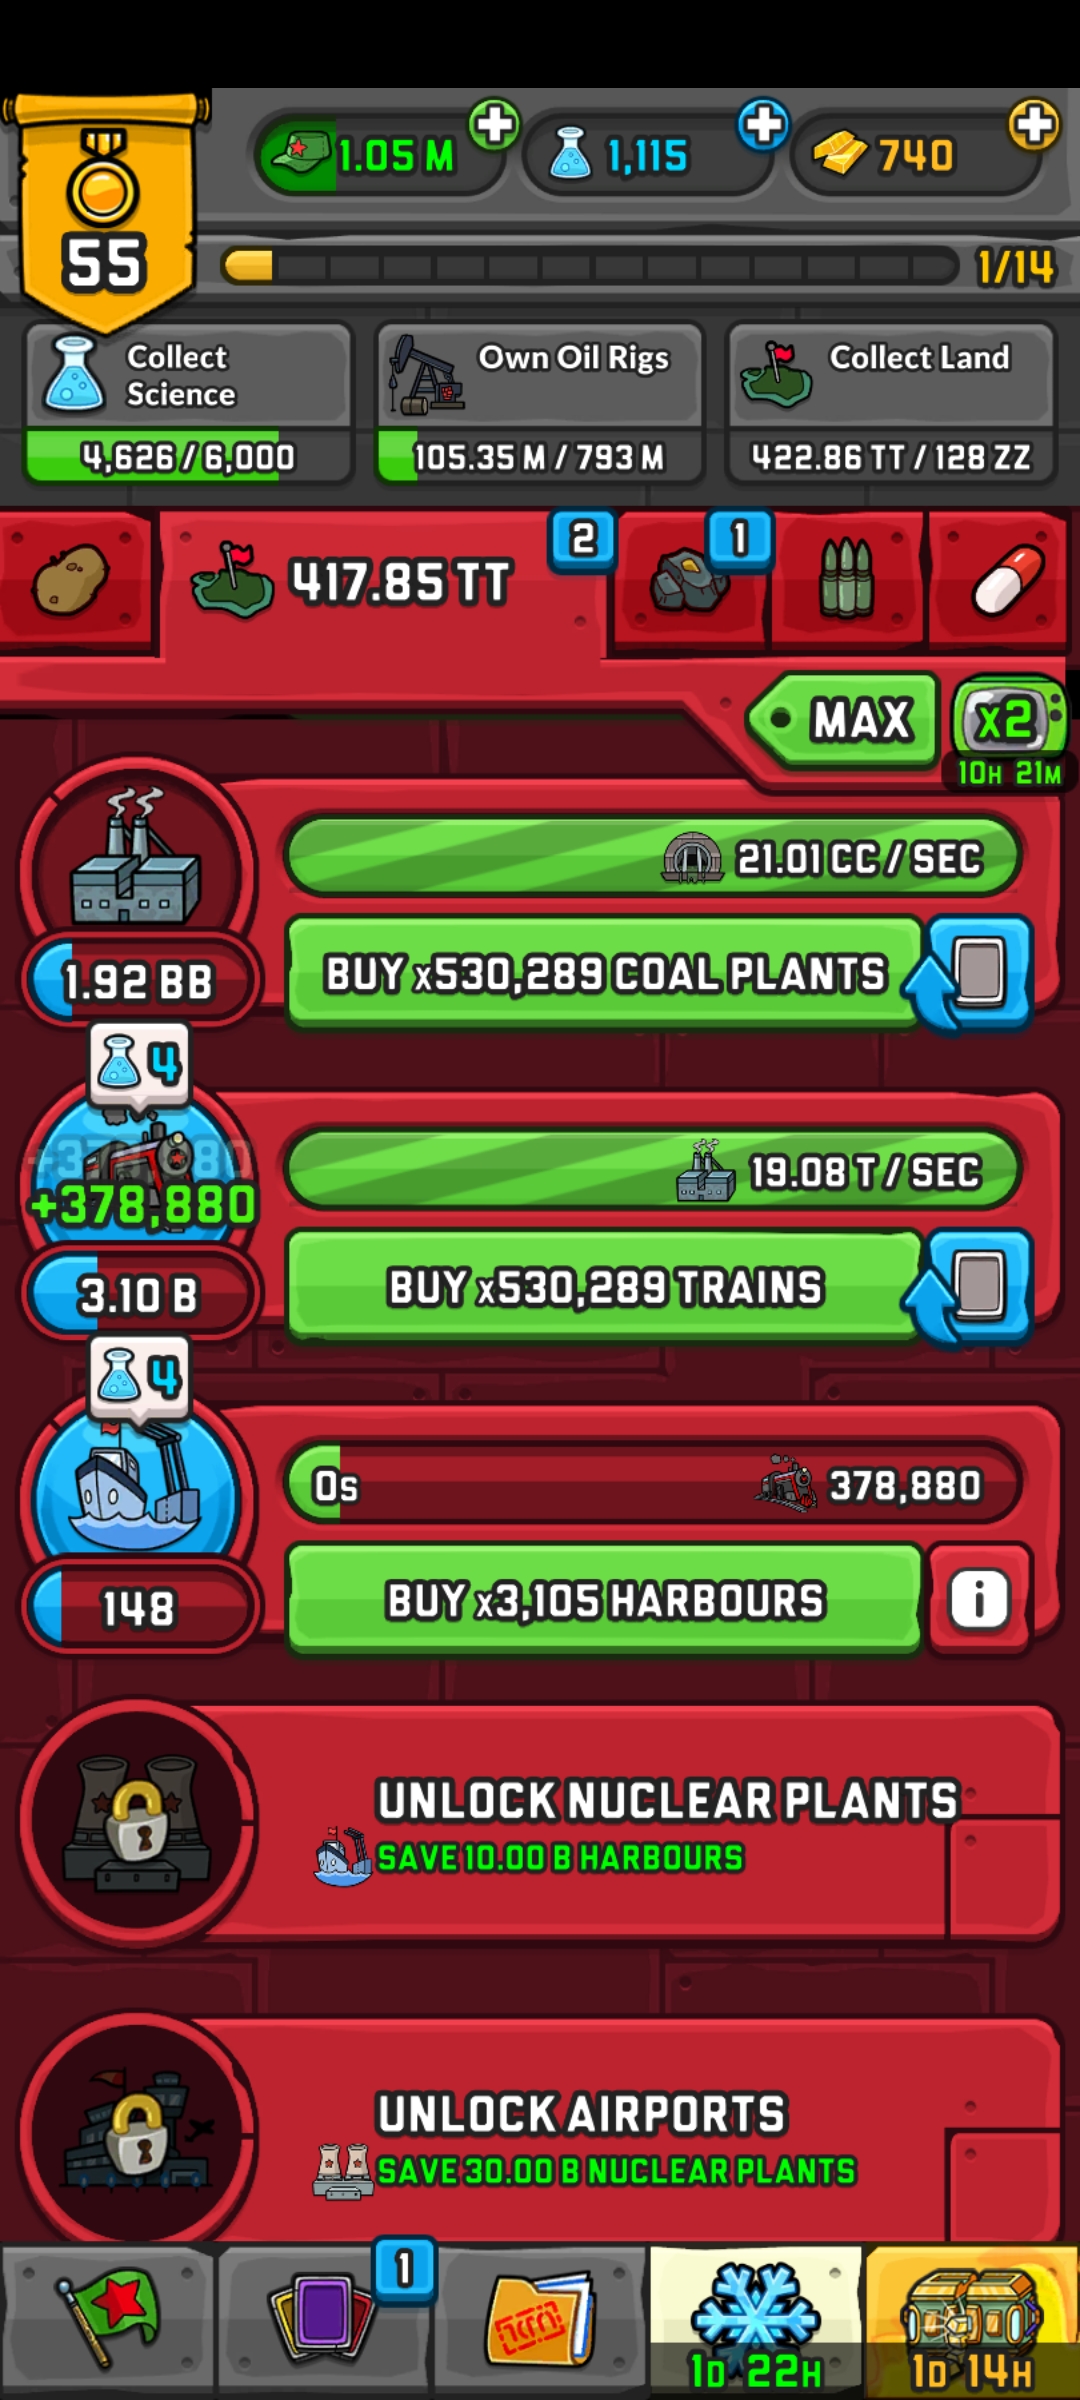 55
1.05 M
1,115
740
1/14
Collect
Science
4,626 / 6,000
Own Oil Rigs
105.35 M / 793 M
Collect Land
422.86 TT / 128 ZZ
417.85 TT
2
1
MAX
x2
10H 21M
21.01 CC / SEC
BUY x530,289 COAL PLANTS
1.92 BB
4
+378,880
19.08 T / SEC
BUY x530,289 TRAINS
3.10 B
4
0s
378,880
BUY x3,105 HARBOURS
i
148
UNLOCK NUCLEAR PLANTS
SAVE 10.00 B HARBOURS
UNLOCK AIRPORTS
SAVE 30.00 B NUCLEAR PLANTS
1
1D 22H
1D 14H